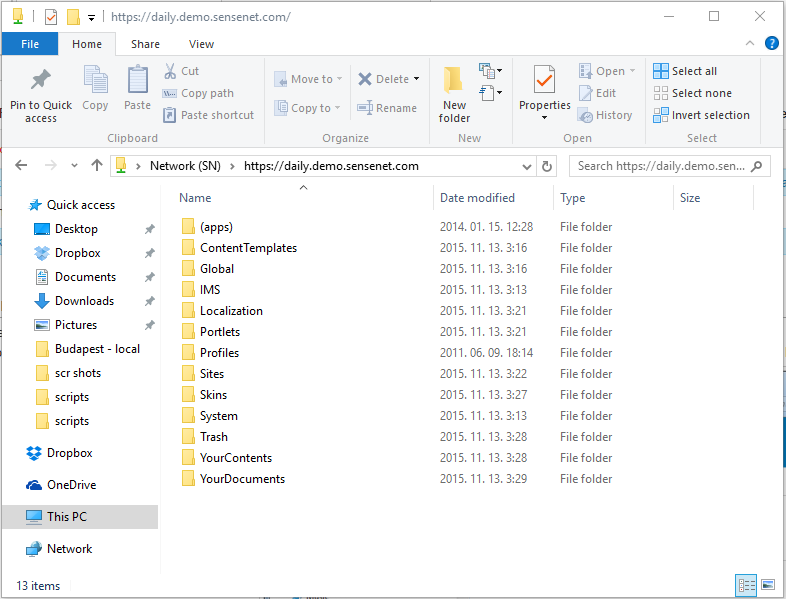 https://daily.demo.sensenet.com/
File Home Share View
Pin to Quick access
Copy
Paste
Cut
Copy path
Paste shortcut
Clipboard
Move to
Copy to
Delete
Rename
Organize
New folder
New
Properties
Open
Edit
History
Open
Select all
Select none
Invert selection
Select
Network (SN) https://daily.demo.sensenet.com
Search https://daily.demo.sen...
Quick access
Desktop
Dropbox
Documents
Downloads
Pictures
Budapest - local
scr shots
scripts
scripts
Dropbox
OneDrive
This PC
Network
Name Date modified Type Size
(apps) 2014. 01. 15. 12:28 File folder
ContentTemplates 2015. 11. 13. 3:16 File folder
Global 2015. 11. 13. 3:16 File folder
IMS 2015. 11. 13. 3:13 File folder
Localization 2015. 11. 13. 3:21 File folder
Portlets 2015. 11. 13. 3:21 File folder
Profiles 2011. 06. 09. 18:14 File folder
Sites 2015. 11. 13. 3:22 File folder
Skins 2015. 11. 13. 3:27 File folder
System 2015. 11. 13. 3:13 File folder
Trash 2015. 11. 13. 3:28 File folder
YourContents 2015. 11. 13. 3:28 File folder
YourDocuments 2015. 11. 13. 3:29 File folder
13 items